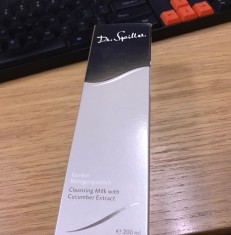 Dr. Spiller
Cleansing Milk with
Cucumber Extract
e 200 ml